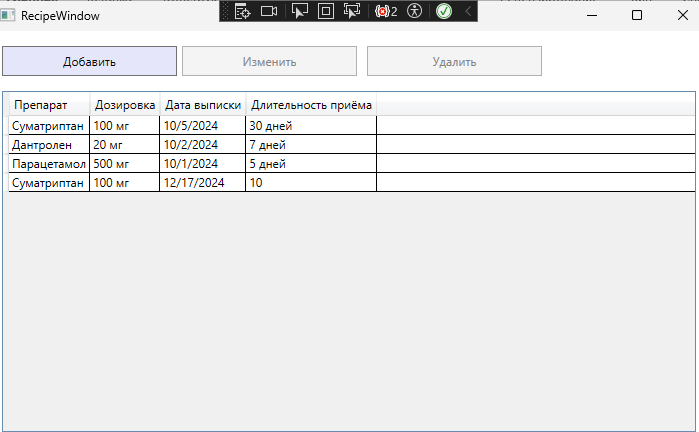 RecipeWindow
2
Добавить Изменить Удалить
Препарат Дозировка Дата выписки Длительность приёма
Суматриптан 100 мг 10/5/2024 30 дней
Дантролен 20 мг 10/2/2024 7 дней
Парацетамол 500 мг 10/1/2024 5 дней
Суматриптан 100 мг 12/17/2024 10